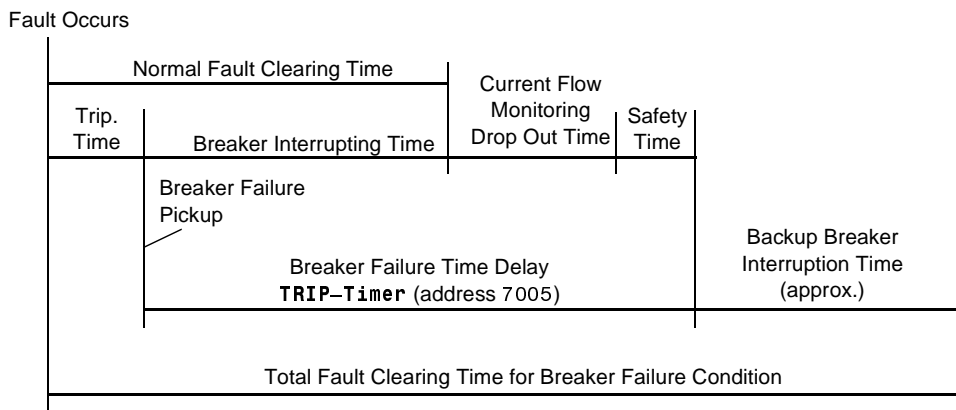 Fault Occurs
Normal Fault Clearing Time
Current Flow
Monitoring
Drop Out Time
Trip.
Time
Breaker Interrupting Time
Safety
Time
Breaker Failure
Pickup
Breaker Failure Time Delay
TRIP–Timer (address 7005)
Backup Breaker
Interruption Time
(approx.)
Total Fault Clearing Time for Breaker Failure Condition